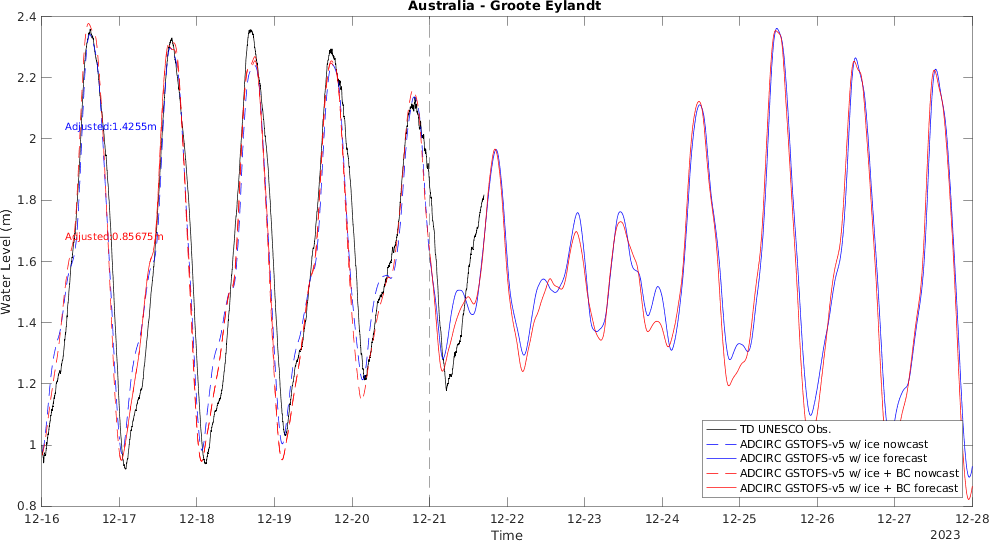 Australia - Groote Eylandt
2.4
2.2
2
1.8
1.6
1.4
1.2
1
0.8
Water Level (m)
Adjusted:1.4255m
Adjusted:0.85675m
TD UNESCO Obs.
ADCIRC GSTOFS-v5 w/ ice nowcast
ADCIRC GSTOFS-v5 w/ ice forecast
ADCIRC GSTOFS-v5 w/ ice + BC nowcast
ADCIRC GSTOFS-v5 w/ ice + BC forecast
12-16 12-17 12-18 12-19 12-20 12-21 12-22 12-23 12-24 12-25 12-26 12-27 12-28
Time
2023